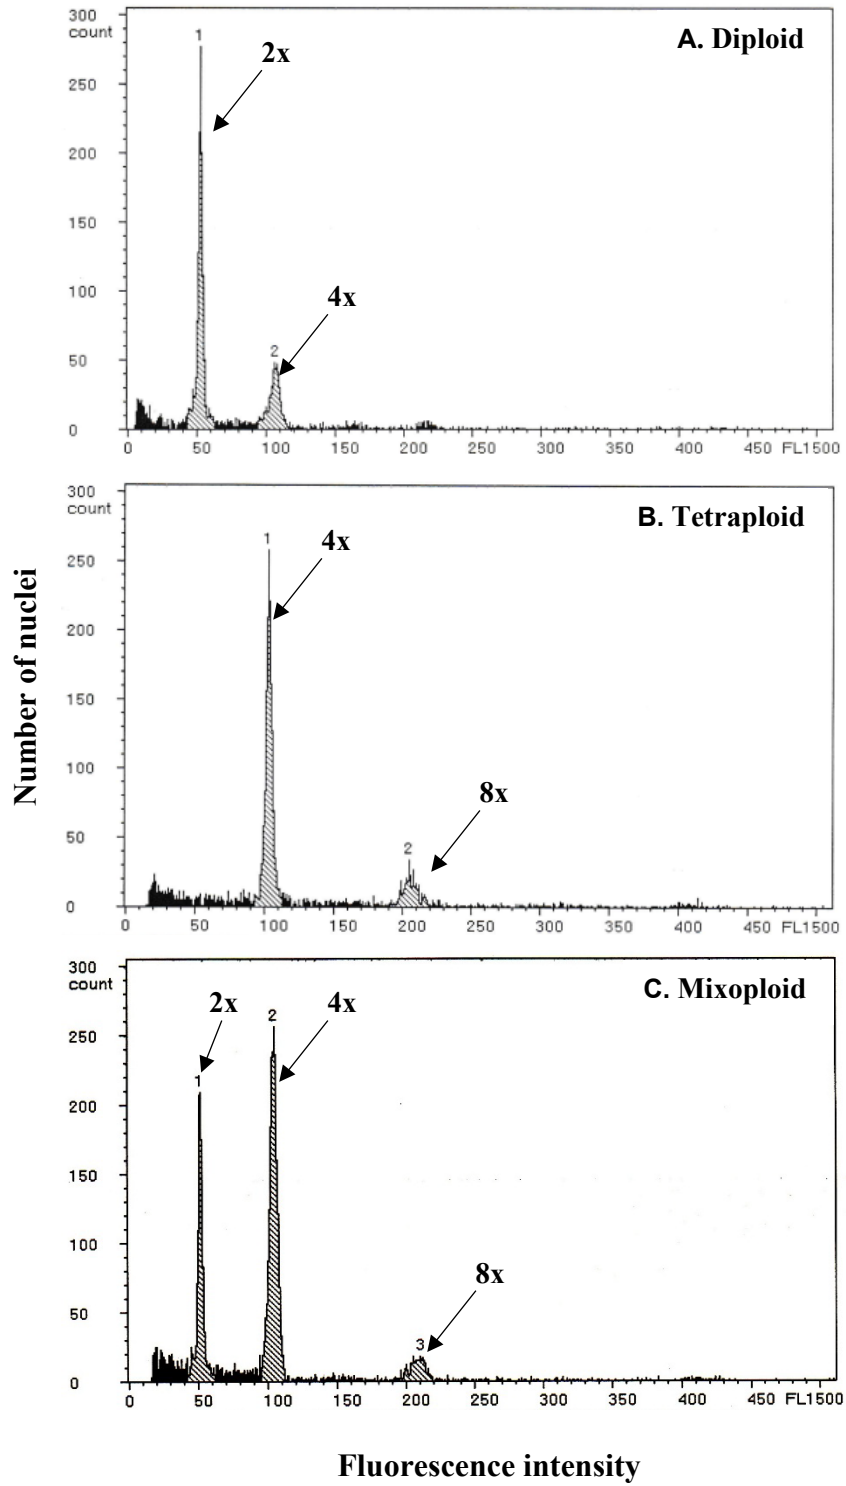 Number of nuclei
300
count
A. Diploid
1
2x
250
200
150
4x
100
2
50
0
0 50 100 150 200 250 300 350 400 450 FL1500
300
count
B. Tetraploid
1
4x
250
200
150
8x
100
2
50
0
0 50 100 150 200 250 300 350 400 450 FL1500
300
count
C. Mixoploid
2x
2
4x
250
1
200
150
100
8x
50
3
0
0 50 100 150 200 250 300 350 400 450 FL1500
Fluorescence intensity